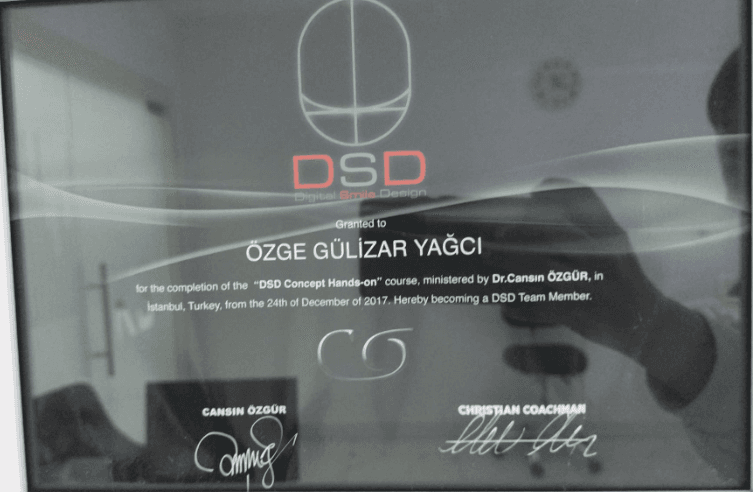 DSD
Digital Smile Design
Granted to
ÖZGE GÜLİZAR YAĞCI
for the completion of the "DSD Concept Hands-on" course, ministered by Dr.Cansın ÖZGÜR, in
İstanbul, Turkey, from the 24th of December of 2017. Hereby becoming a DSD Team Member.
CANSIN ÖZGÜR
CHRISTIAN COACHMAN